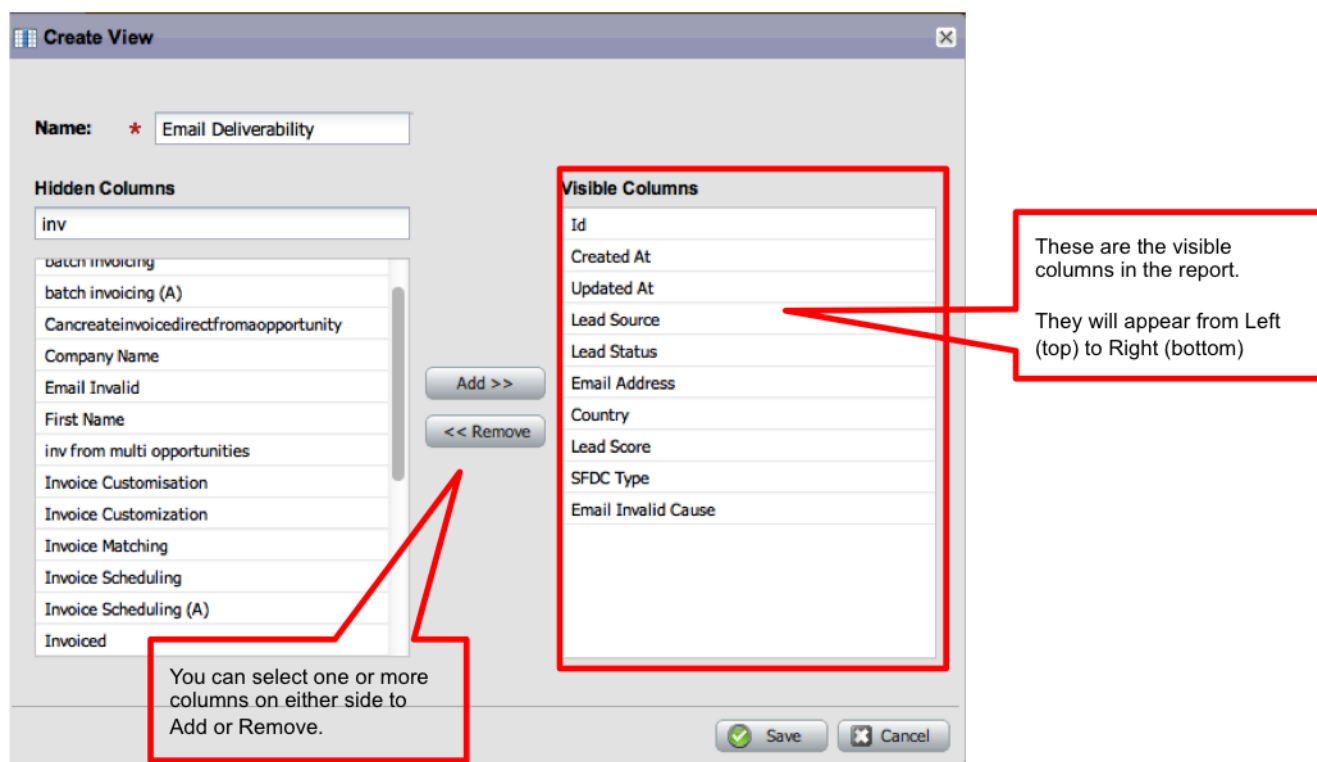 Create View
Name: * Email Deliverability
Hidden Columns
inv
batch invoicing
batch invoicing (A)
Cancreateinvoicedirectfromaopportunity
Company Name
Email Invalid
First Name
inv from multi opportunities
Invoice Customisation
Invoice Customization
Invoice Matching
Invoice Scheduling
Invoice Scheduling (A)
Invoiced
Add >>
<< Remove
Visible Columns
Id
Created At
Updated At
Lead Source
Lead Status
Email Address
Country
Lead Score
SFDC Type
Email Invalid Cause
These are the visible
columns in the report.
They will appear from Left
(top) to Right (bottom)
You can select one or more
columns on either side to
Add or Remove.
Save
Cancel